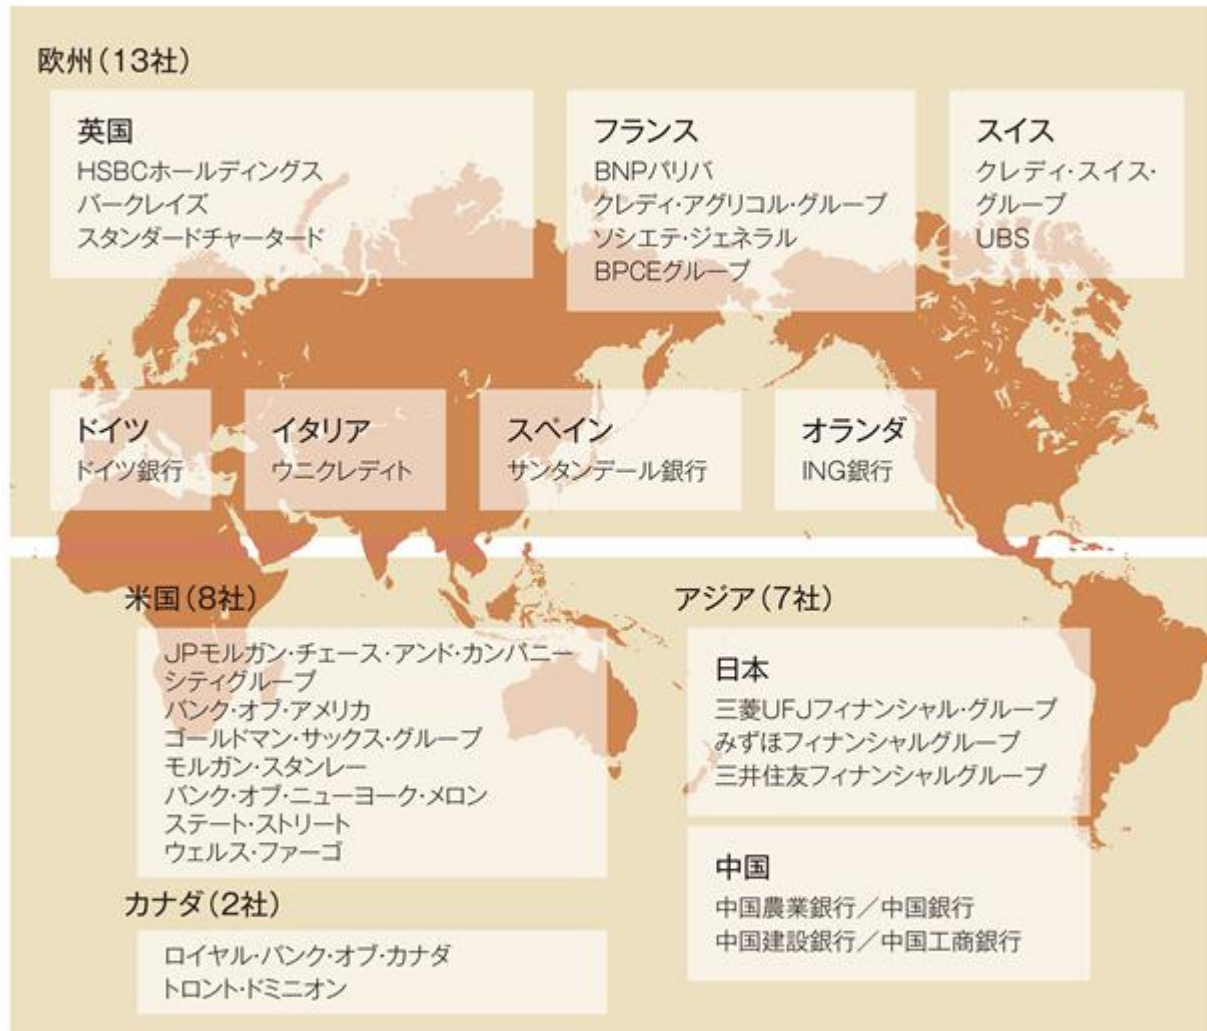 欧州（13社）
英国
HSBCホールディングス
バークレイズ
スタンダードチャータード
フランス
BNPパリバ
クレディ・アグリコル・グループ
ソシエテ・ジェネラル
BPCEグループ
スイス
クレディ・スイス・
グループ
UBS
ドイツ
ドイツ銀行
イタリア
ウニクレディト
スペイン
サンタンデール銀行
オランダ
ING銀行
米国（8社）
JPモルガン・チェース・アンド・カンパニー
シティグループ
バンク・オブ・アメリカ
ゴールドマン・サックス・グループ
モルガン・スタンレー
バンク・オブ・ニューヨーク・メロン
ステート・ストリート
ウェルス・ファーゴ
カナダ（2社）
ロイヤル・バンク・オブ・カナダ
トロント・ドミニオン
アジア（7社）
日本
三菱UFJフィナンシャル・グループ
みずほフィナンシャルグループ
三井住友フィナンシャルグループ
中国
中国農業銀行／中国銀行
中国建設銀行／中国工商銀行